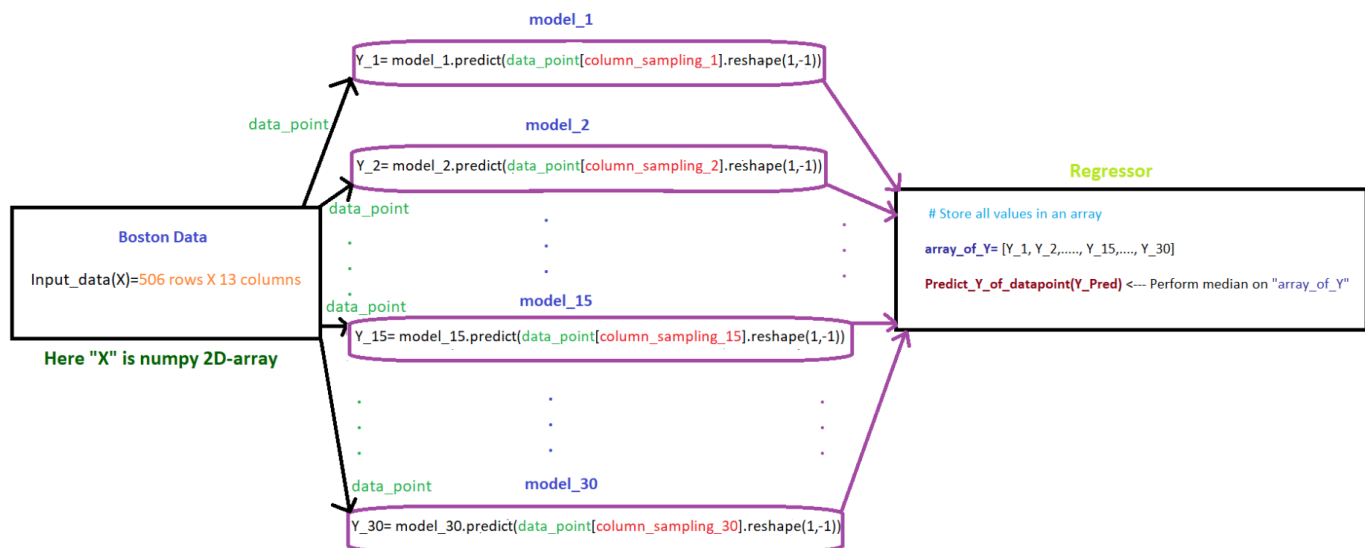 model_1
Y_1= model_1.predict(data_point[column_sampling_1].reshape(1,-1))
data_point
model_2
Y_2= model_2.predict(data_point[column_sampling_2].reshape(1,-1))
data_point
Boston Data
Input_data(X)=506 rows X 13 columns
Here "X" is numpy 2D-array
model_15
data_point
Y_15= model_15.predict(data_point[column_sampling_15].reshape(1,-1))
model_30
data_point
Y_30= model_30.predict(data_point[column_sampling_30].reshape(1,-1))
Regressor
# Store all values in an array
array_of_Y= [Y_1, Y_2,....., Y_15,...., Y_30]
Predict_Y_of_datapoint(Y_Pred) <--- Perform median on "array_of_Y"